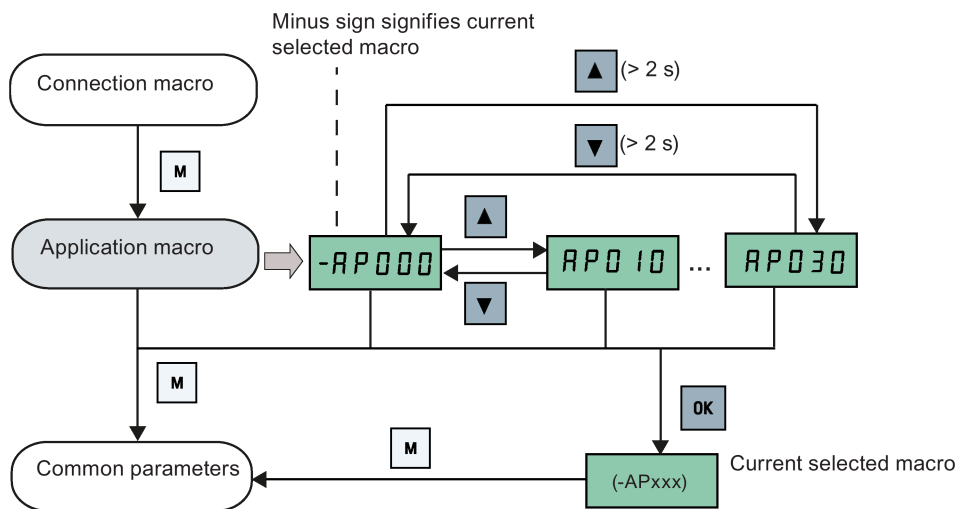 Minus sign signifies current
selected macro
Connection macro
▲ (> 2 s)
▼ (> 2 s)
M
▲
Application macro
-AP000
AP010
...
AP030
▼
M
OK
M
Common parameters
(-APxxx)
Current selected macro